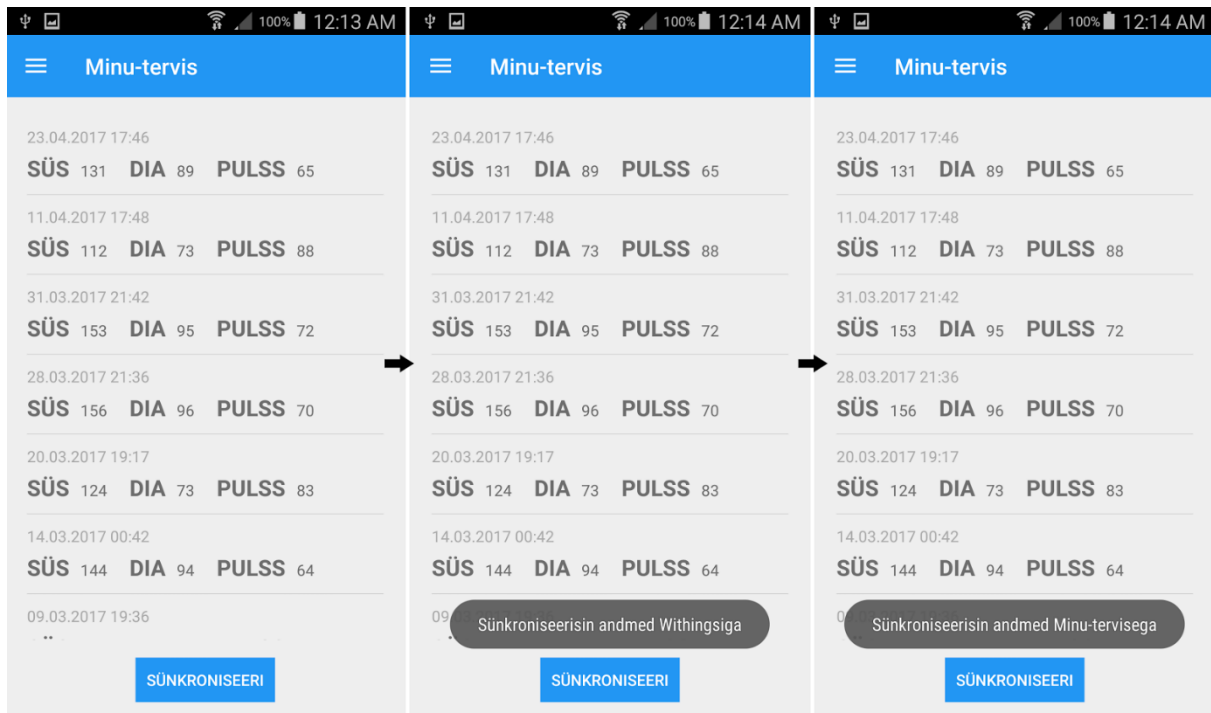 100% 12:13 AM
Minu-tervis
23.04.2017 17:46
SÜS 131 DIA 89 PULSS 65
11.04.2017 17:48
SÜS 112 DIA 73 PULSS 88
31.03.2017 21:42
SÜS 153 DIA 95 PULSS 72
28.03.2017 21:36
SÜS 156 DIA 96 PULSS 70
20.03.2017 19:17
SÜS 124 DIA 73 PULSS 83
14.03.2017 00:42
SÜS 144 DIA 94 PULSS 64
09.03.2017 19:36
SÜNKRONISEERI
100% 12:14 AM
Minu-tervis
23.04.2017 17:46
SÜS 131 DIA 89 PULSS 65
11.04.2017 17:48
SÜS 112 DIA 73 PULSS 88
31.03.2017 21:42
SÜS 153 DIA 95 PULSS 72
28.03.2017 21:36
SÜS 156 DIA 96 PULSS 70
20.03.2017 19:17
SÜS 124 DIA 73 PULSS 83
14.03.2017 00:42
SÜS 144 DIA 94 PULSS 64
Sünkroniseerisin andmed Withingsiga
SÜNKRONISEERI
100% 12:14 AM
Minu-tervis
23.04.2017 17:46
SÜS 131 DIA 89 PULSS 65
11.04.2017 17:48
SÜS 112 DIA 73 PULSS 88
31.03.2017 21:42
SÜS 153 DIA 95 PULSS 72
28.03.2017 21:36
SÜS 156 DIA 96 PULSS 70
20.03.2017 19:17
SÜS 124 DIA 73 PULSS 83
14.03.2017 00:42
SÜS 144 DIA 94 PULSS 64
Sünkroniseerisin andmed Minu-tervisega
SÜNKRONISEERI